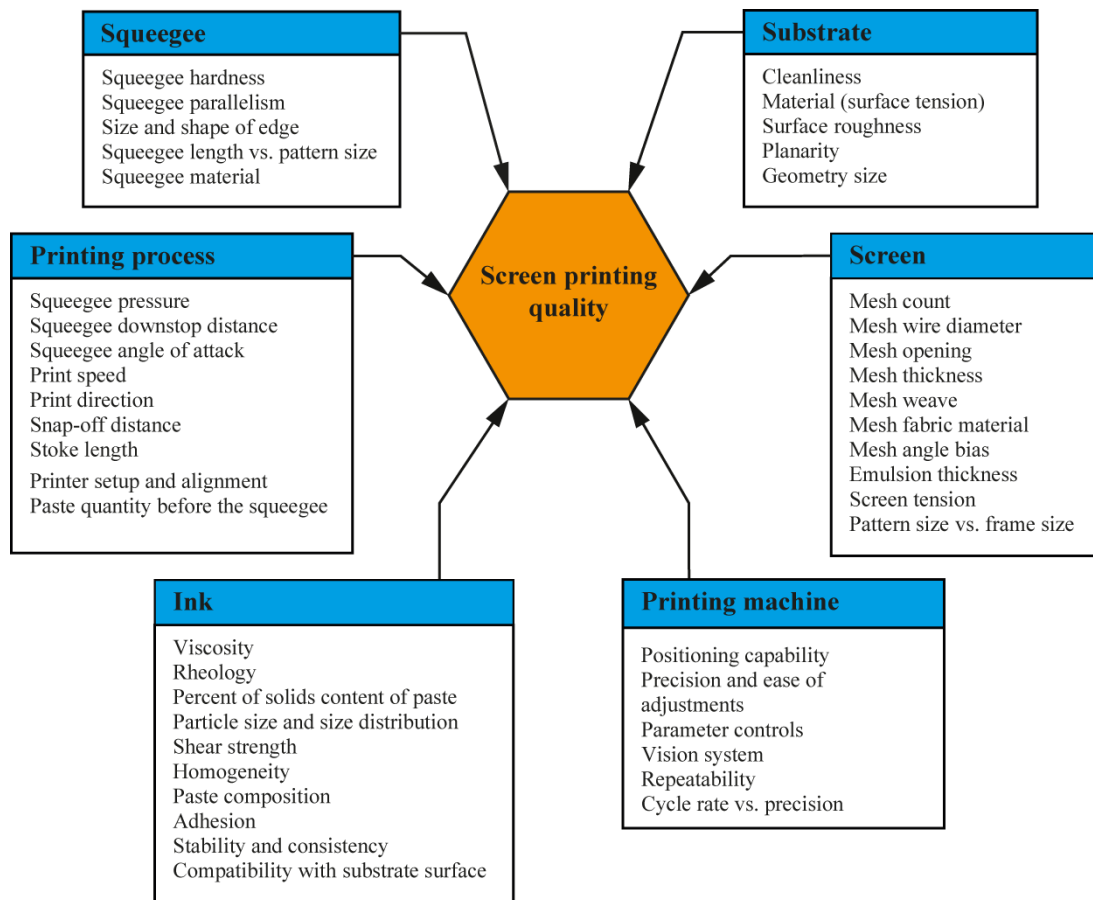 Squeegee
Squeegee hardness
Squeegee parallelism
Size and shape of edge
Squeegee length vs. pattern size
Squeegee material
Substrate
Cleanliness
Material (surface tension)
Surface roughness
Planarity
Geometry size
Printing process
Squeegee pressure
Squeegee downstop distance
Squeegee angle of attack
Print speed
Print direction
Snap-off distance
Stoke length
Printer setup and alignment
Paste quantity before the squeegee
Screen printing
quality
Screen
Mesh count
Mesh wire diameter
Mesh opening
Mesh thickness
Mesh weave
Mesh fabric material
Mesh angle bias
Emulsion thickness
Screen tension
Pattern size vs. frame size
Ink
Viscosity
Rheology
Percent of solids content of paste
Particle size and size distribution
Shear strength
Homogeneity
Paste composition
Adhesion
Stability and consistency
Compatibility with substrate surface
Printing machine
Positioning capability
Precision and ease of
adjustments
Parameter controls
Vision system
Repeatability
Cycle rate vs. precision